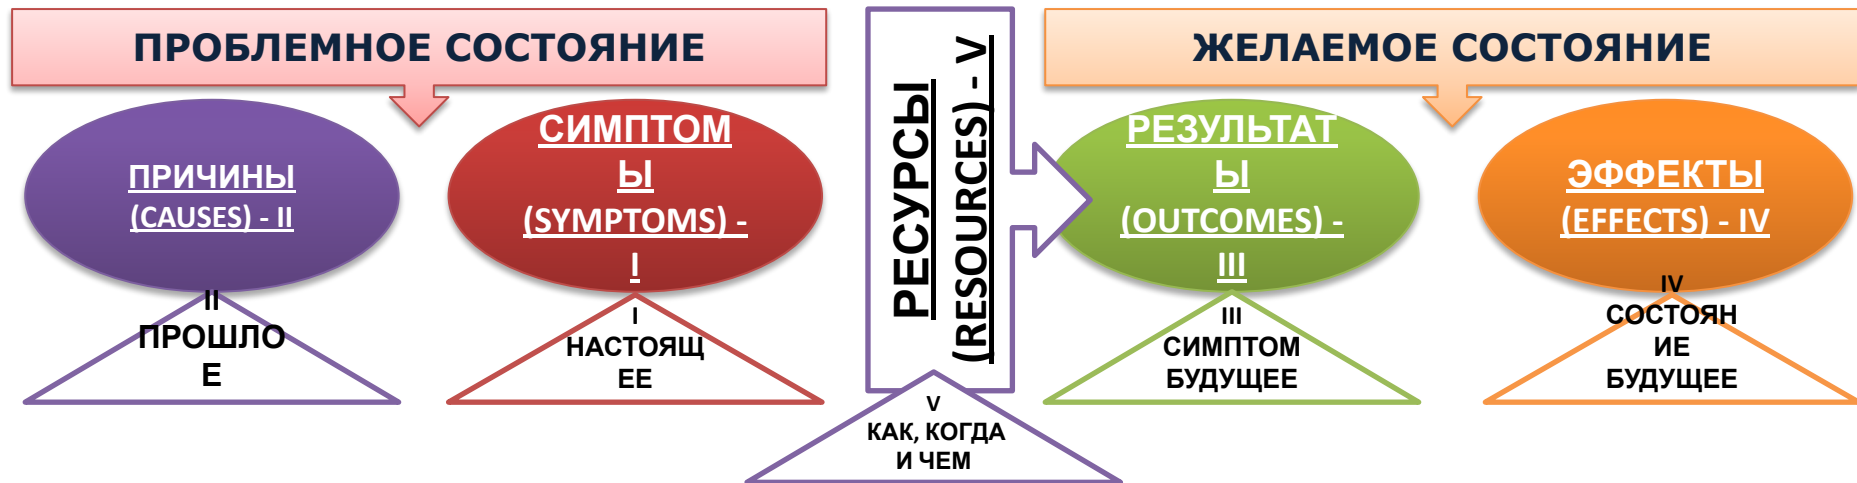 ПРОБЛЕМНОЕ СОСТОЯНИЕ
ПРИЧИНЫ
(CAUSES) - II
СИМПТОМ
Ы
(SYMPTOMS) -
I
II
ПРОШЛО
Е
I
НАСТОЯЩ
ЕЕ
РЕСУРСЫ
(RESOURCES) - V
V
КАК, КОГДА
И ЧЕМ
ЖЕЛАЕМОЕ СОСТОЯНИЕ
РЕЗУЛЬТАТ
Ы
(OUTCOMES) -
III
ЭФФЕКТЫ
(EFFECTS) - IV
III
СИМПТОМ
БУДУЩЕЕ
IV
СОСТОЯН
ИЕ
БУДУЩЕЕ